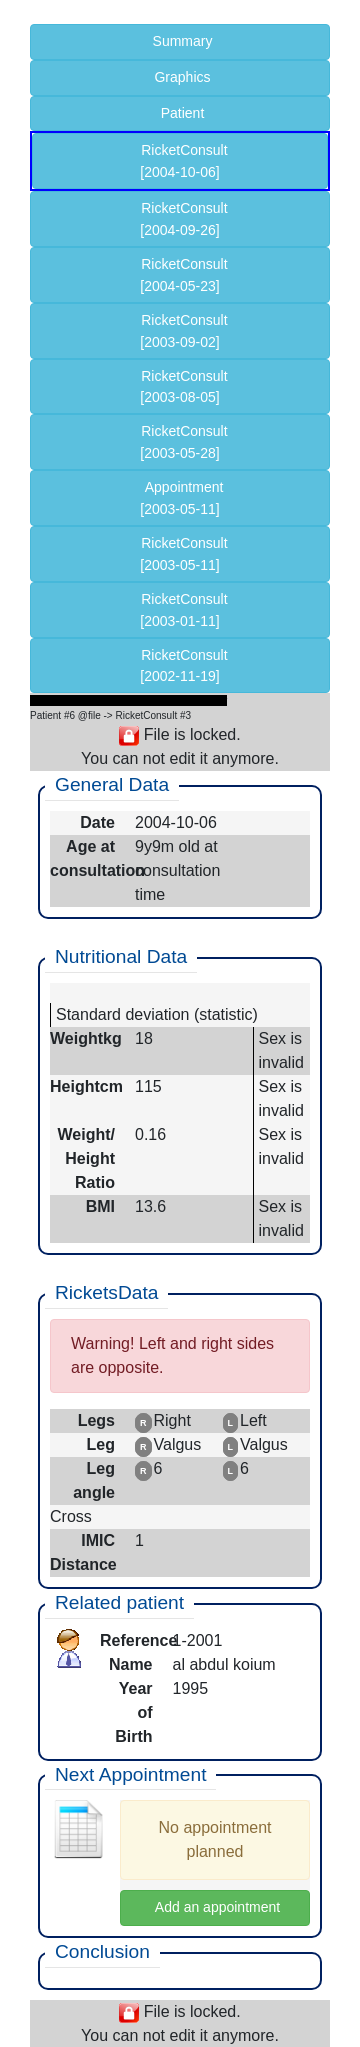 Summary
Graphics
Patient
RicketConsult
[2004-10-06]
RicketConsult
[2004-09-26]
RicketConsult
[2004-05-23]
RicketConsult
[2003-09-02]
RicketConsult
[2003-08-05]
RicketConsult
[2003-05-28]
Appointment
[2003-05-11]
RicketConsult
[2003-05-11]
RicketConsult
[2003-01-11]
RicketConsult
[2002-11-19]
Patient #6 @file -> RicketConsult #3
File is locked.
You can not edit it anymore.
General Data
Date 2004-10-06
Age at 9y9m old at
consultation consultation
time
Nutritional Data
Standard deviation (statistic)
Weightkg 18 Sex is
invalid
Heightcm 115 Sex is
invalid
Weight/ 0.16 Sex is
Height invalid
Ratio
BMI 13.6 Sex is
invalid
RicketsData
Warning! Left and right sides
are opposite.
Legs R Right L Left
Leg R Valgus L Valgus
Leg R 6 L 6
angle
Cross
IMIC 1
Distance
Related patient
Reference 1-2001
Name al abdul koium
Year 1995
of
Birth
Next Appointment
No appointment
planned
Add an appointment
Conclusion
File is locked.
You can not edit it anymore.